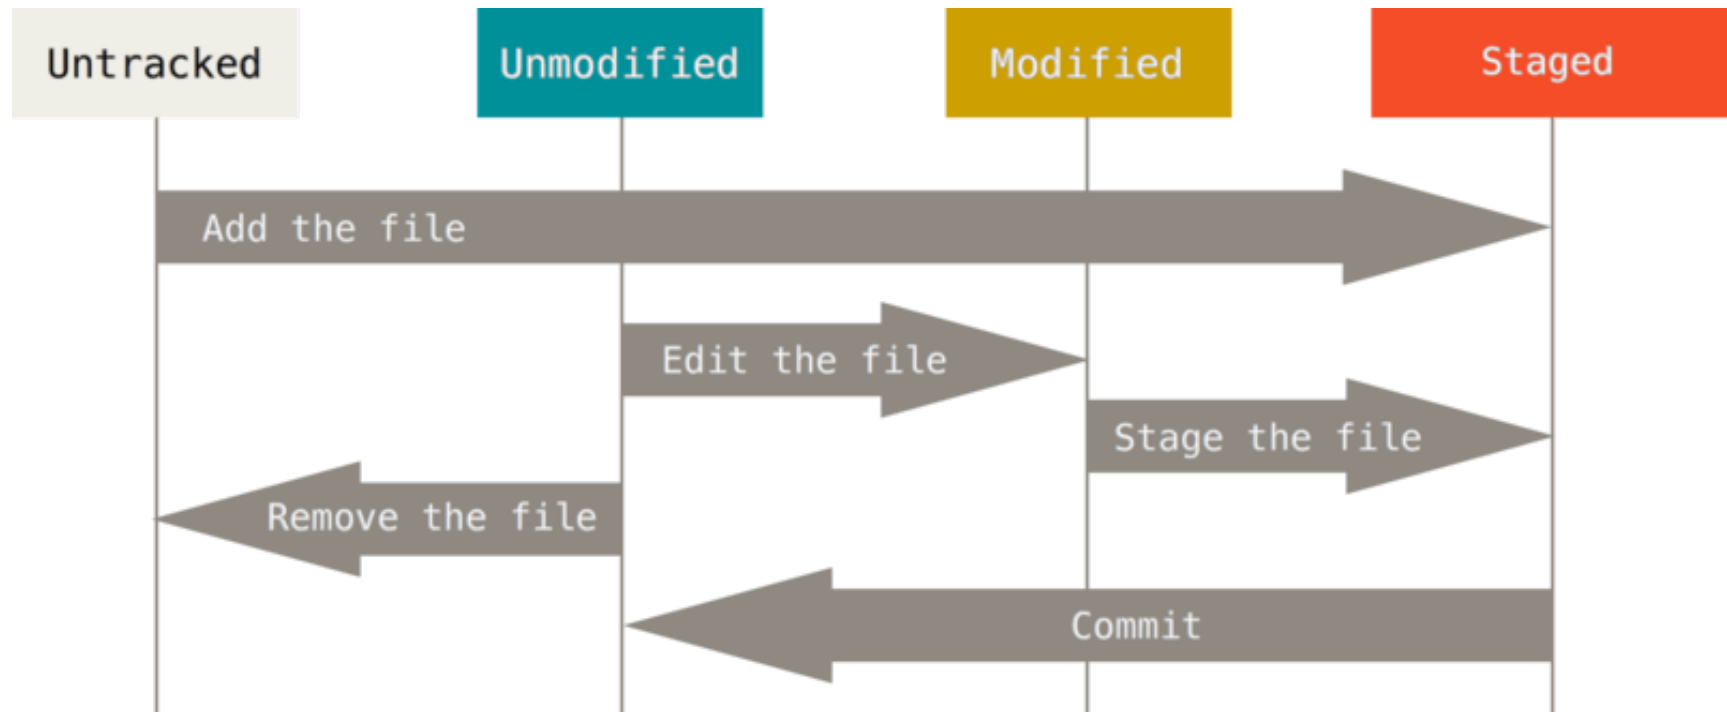 Untracked
Unmodified
Modified
Staged
Add the file
Edit the file
Stage the file
Remove the file
Commit